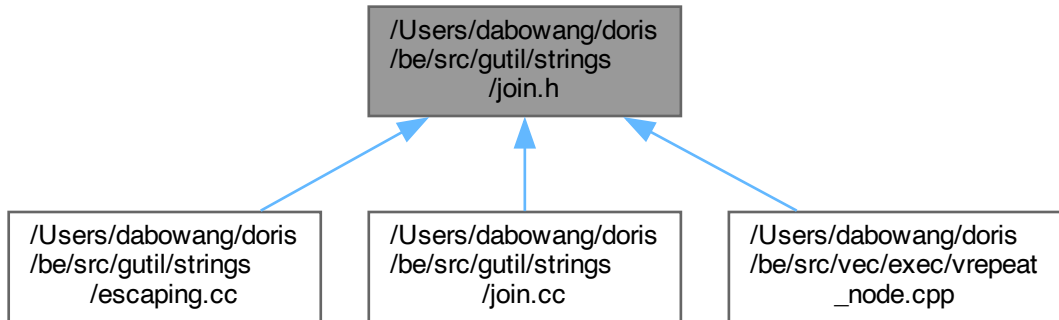 /Users/dabowang/doris
/be/src/gutil/strings
/join.h
/Users/dabowang/doris
/be/src/gutil/strings
/escaping.cc
/Users/dabowang/doris
/be/src/gutil/strings
/join.cc
/Users/dabowang/doris
/be/src/vec/exec/vrepeat
_node.cpp